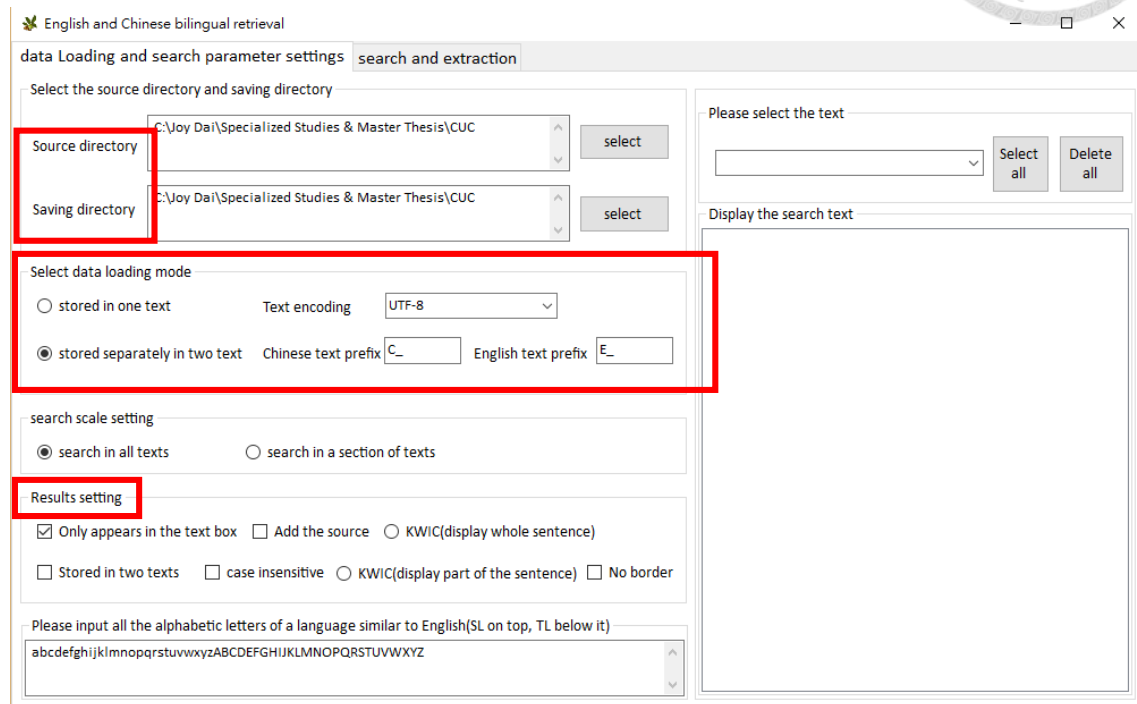 English and Chinese bilingual retrieval
data Loading and search parameter settings search and extraction
Select the source directory and saving directory
Source directory C:\Joy Dai\Specialized Studies & Master Thesis\CUC select
Saving directory C:\Joy Dai\Specialized Studies & Master Thesis\CUC select
Select data loading mode
stored in one text Text encoding UTF-8
stored separately in two text Chinese text prefix C_ English text prefix E_
search scale setting
search in all texts search in a section of texts
Results setting
Only appears in the text box Add the source KWIC(display whole sentence)
Stored in two texts case insensitive KWIC(display part of the sentence) No border
Please input all the alphabetic letters of a language similar to English(SL on top, TL below it)
abcdefghijklmnopqrstuvwxyzABCDEFGHIJKLMNOPQRSTUVWXYZ
Please select the text
Select all
Delete all
Display the search text